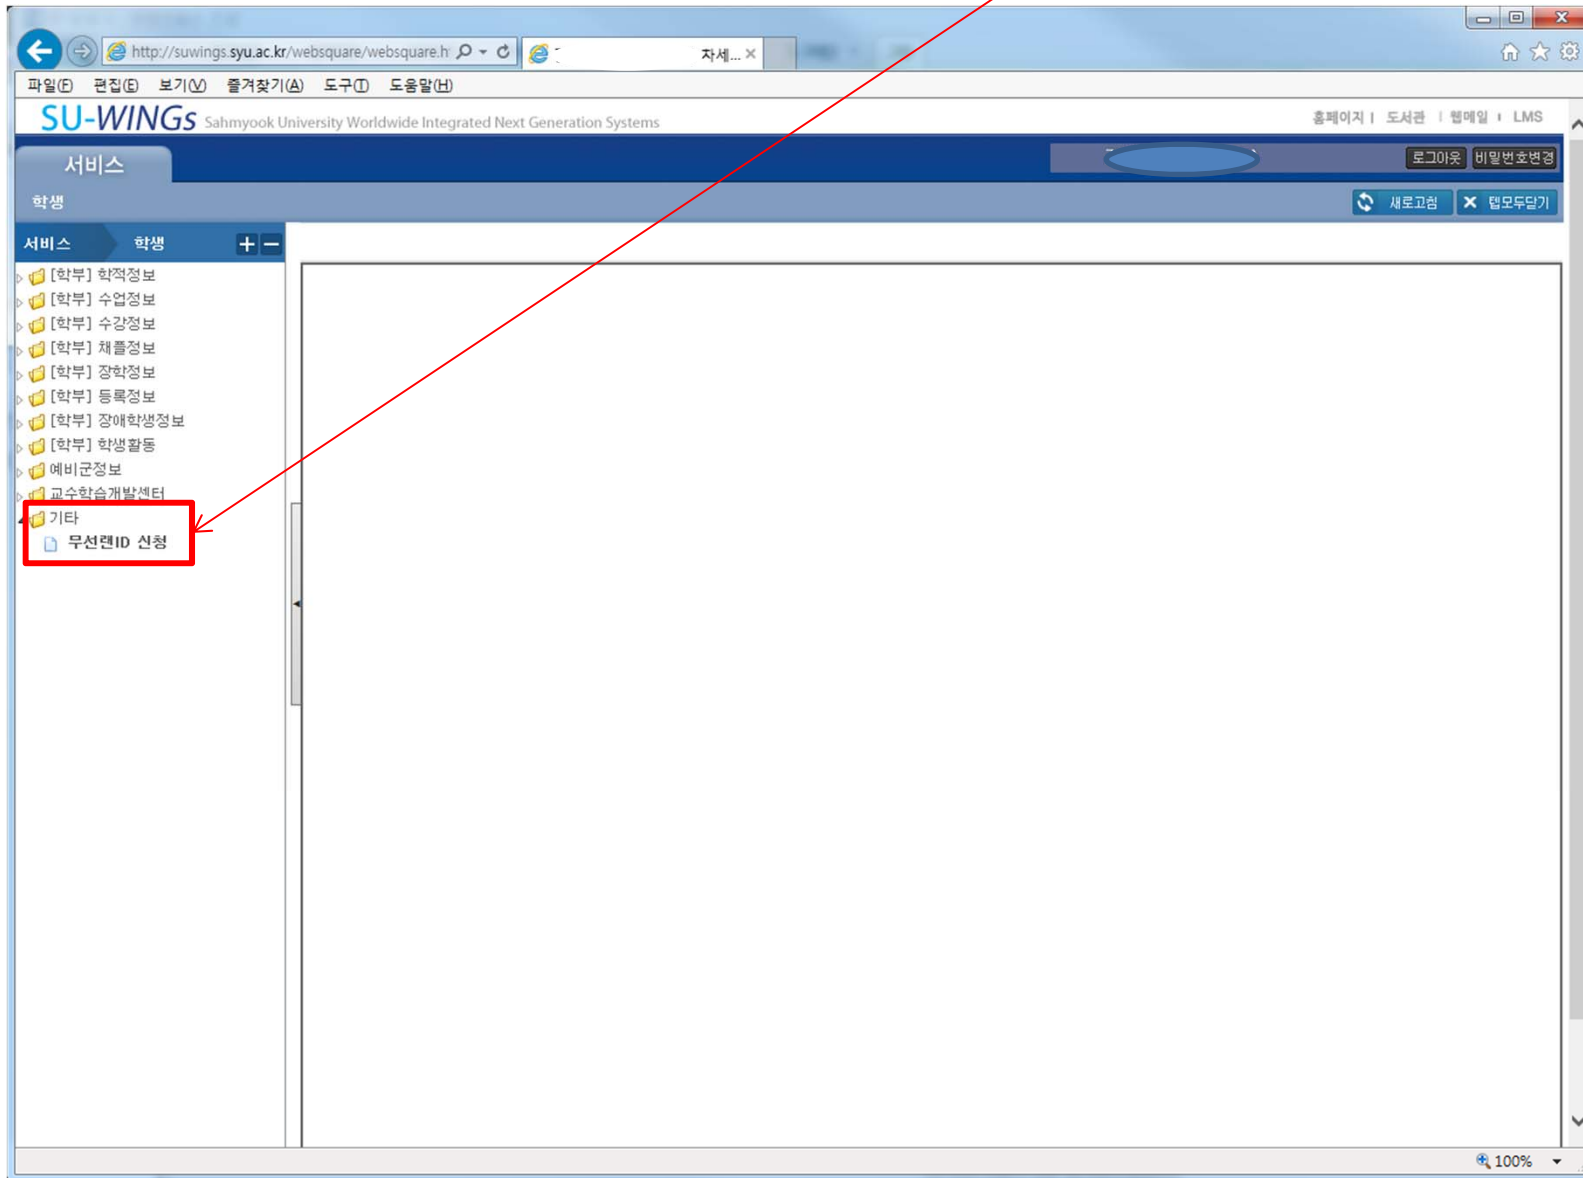 http://suwings.syu.ac.kr/websquare/websquare.h 자세...
파일(F) 편집(E) 보기(V) 즐겨찾기(A) 도구(T) 도움말(H)
SU-WINGs Sahmyook University Worldwide Integrated Next Generation Systems 홈페이지 | 도서관 | 웹메일 | LMS
서비스 로그아웃 비밀번호변경
학생 새로고침 탭모두닫기
서비스 학생
[학부] 학적정보
[학부] 수업정보
[학부] 수강정보
[학부] 채플정보
[학부] 장학정보
[학부] 등록정보
[학부] 장애학생정보
[학부] 학생활동
예비군정보
교수학습개발센터
기타
무선랜ID 신청
100%